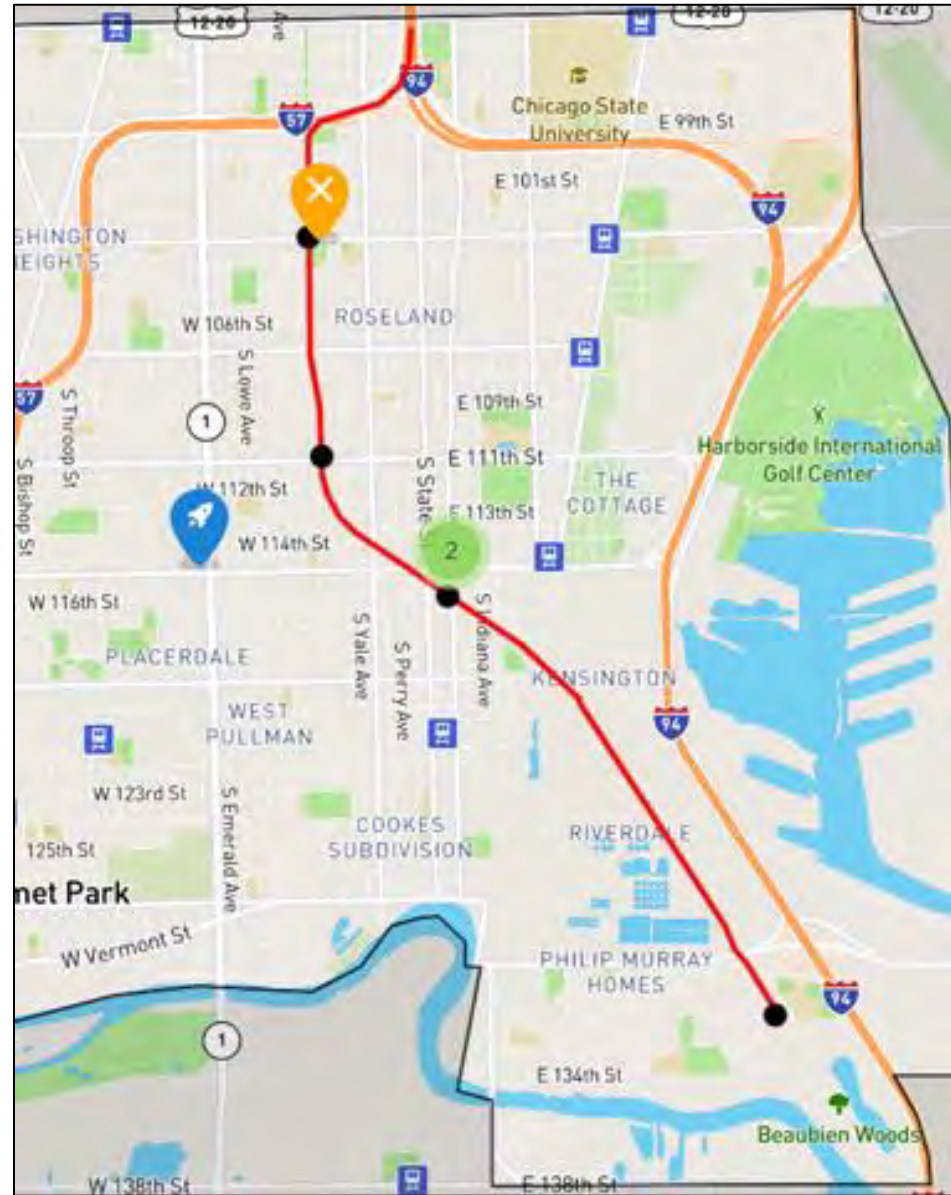 12-20
Ave
12-20
12-20
94
Chicago State
University
57
E 99th St
E 101st St
94
SHINGTON
HEIGHTS
ROSELAND
W 106th St
S Lowe Ave
57
S Throop St
1
E 109th St
Harborside International
Golf Center
E 111th St
S State St
THE
COTTAGE
S Bishop St
W 112th St
E 113th St
W 114th St
2
W 116th St
S Indiana Ave
S Yale Ave
S Perry Ave
PLACERDALE
KENSINGTON
WEST
PULLMAN
94
W 123rd St
S Emerald Ave
COOKES
SUBDIVISION
RIVERDALE
125th St
met Park
W Vermont St
PHILIP MURRAY
HOMES
94
1
E 134th St
Beaubien Woods
W 138th St
E 138th St